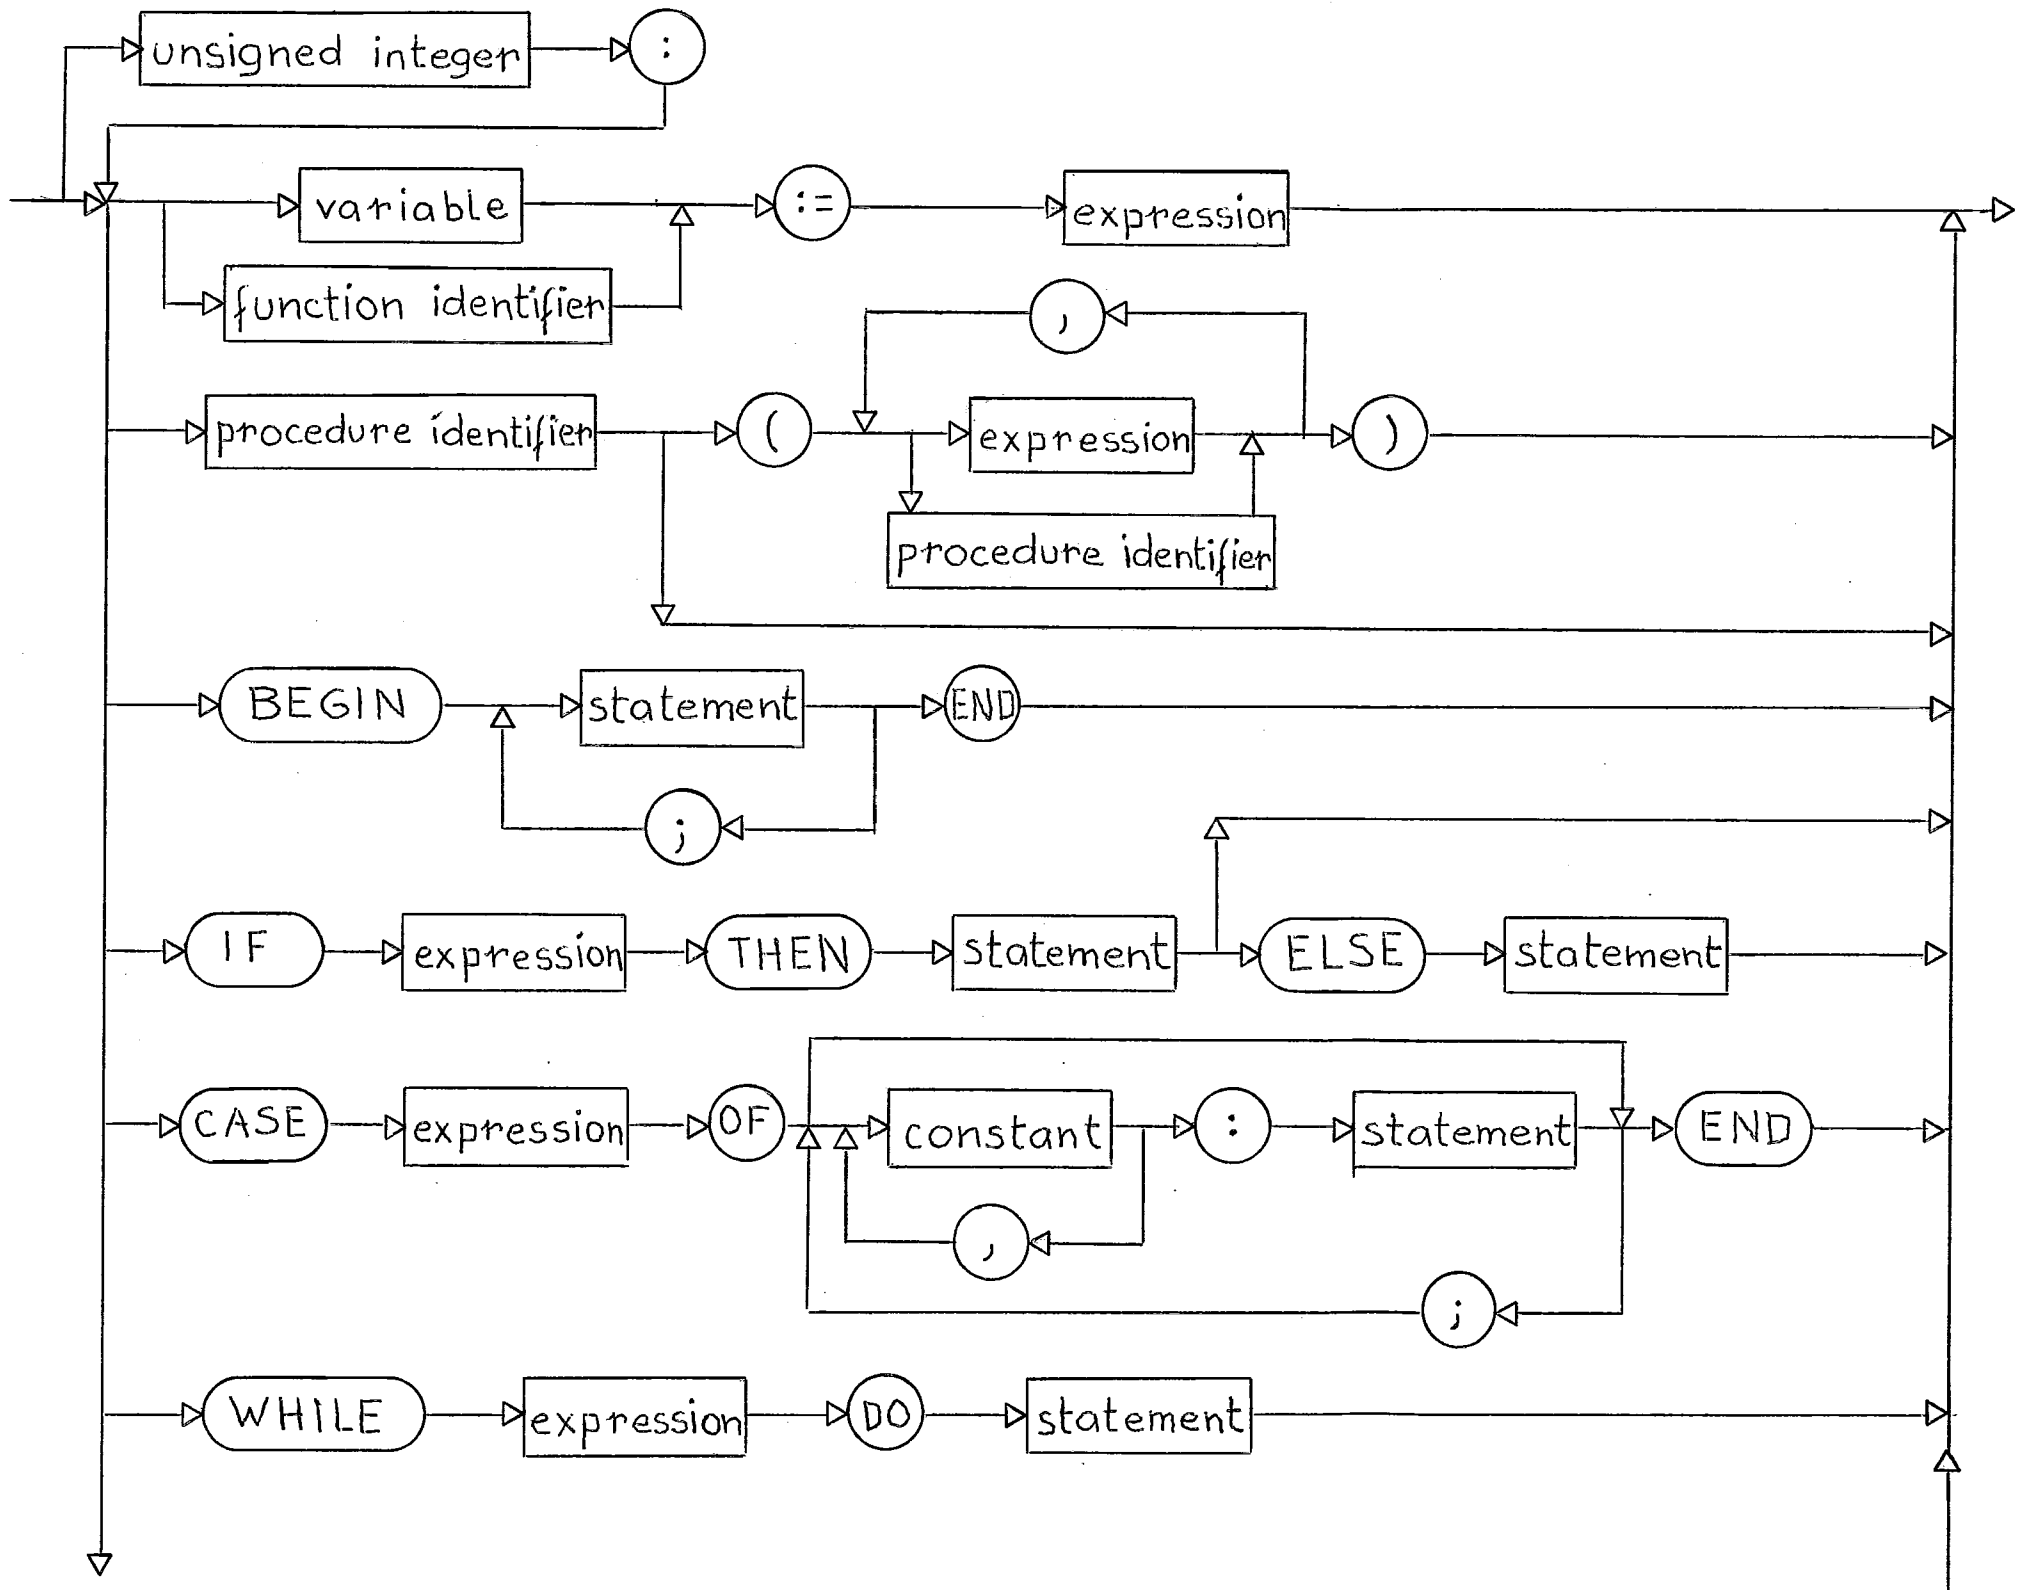 unsigned integer :
variable := expression
function identifier
,
procedure identifier ( expression )
procedure identifier
BEGIN statement END
;
IF expression THEN statement ELSE statement
CASE expression OF constant : statement END
,
;
WHILE expression DO statement